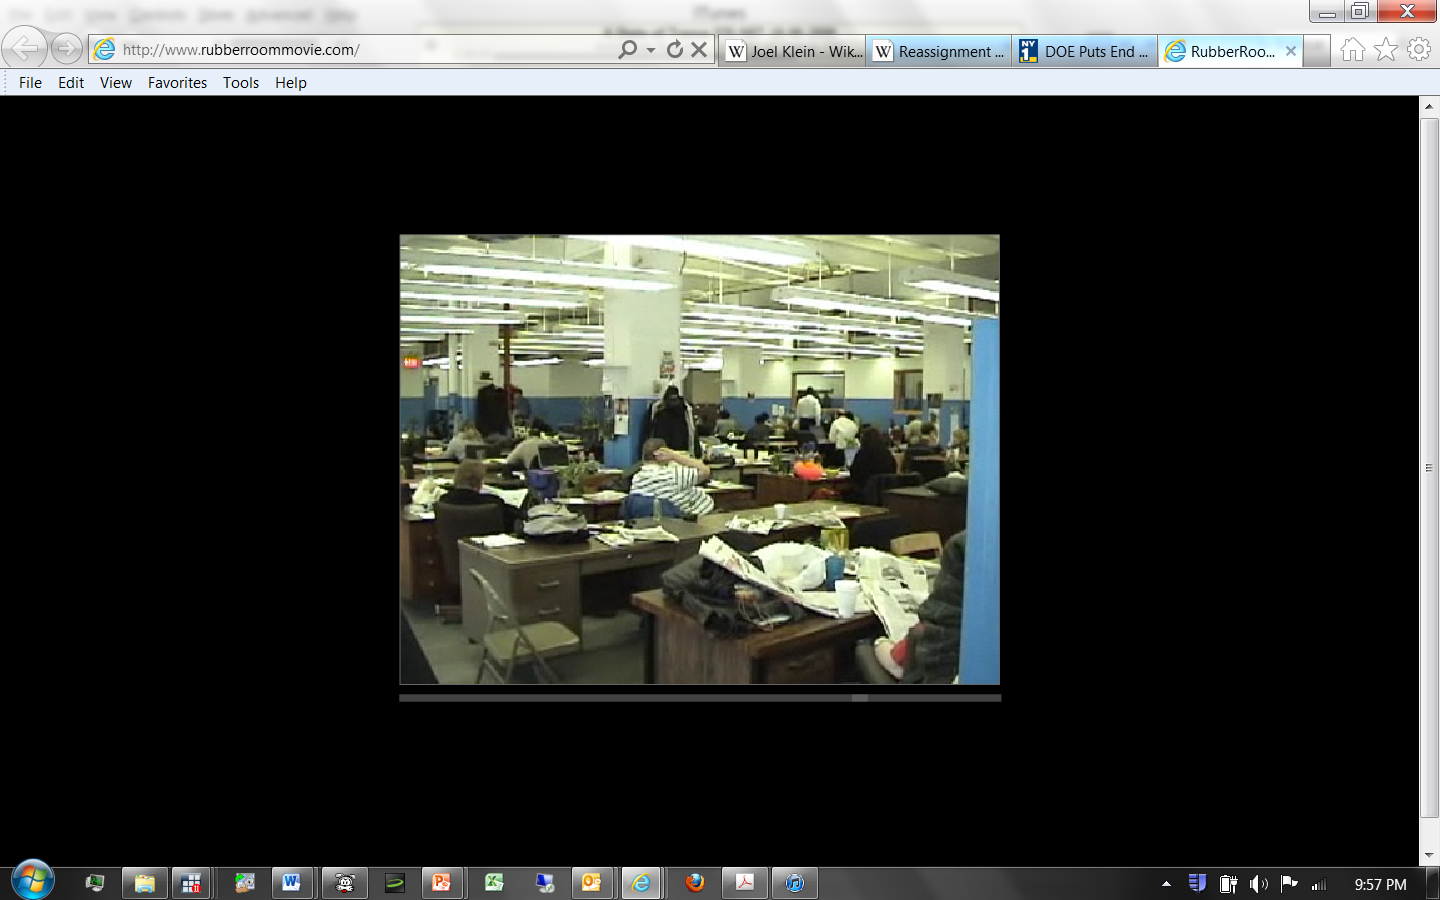 iTunes
http://www.rubberroommovie.com/
Joel Klein - Wik...
Reassignment ...
DOE Puts End ...
RubberRoo...
File Edit View Favorites Tools Help
9:57 PM